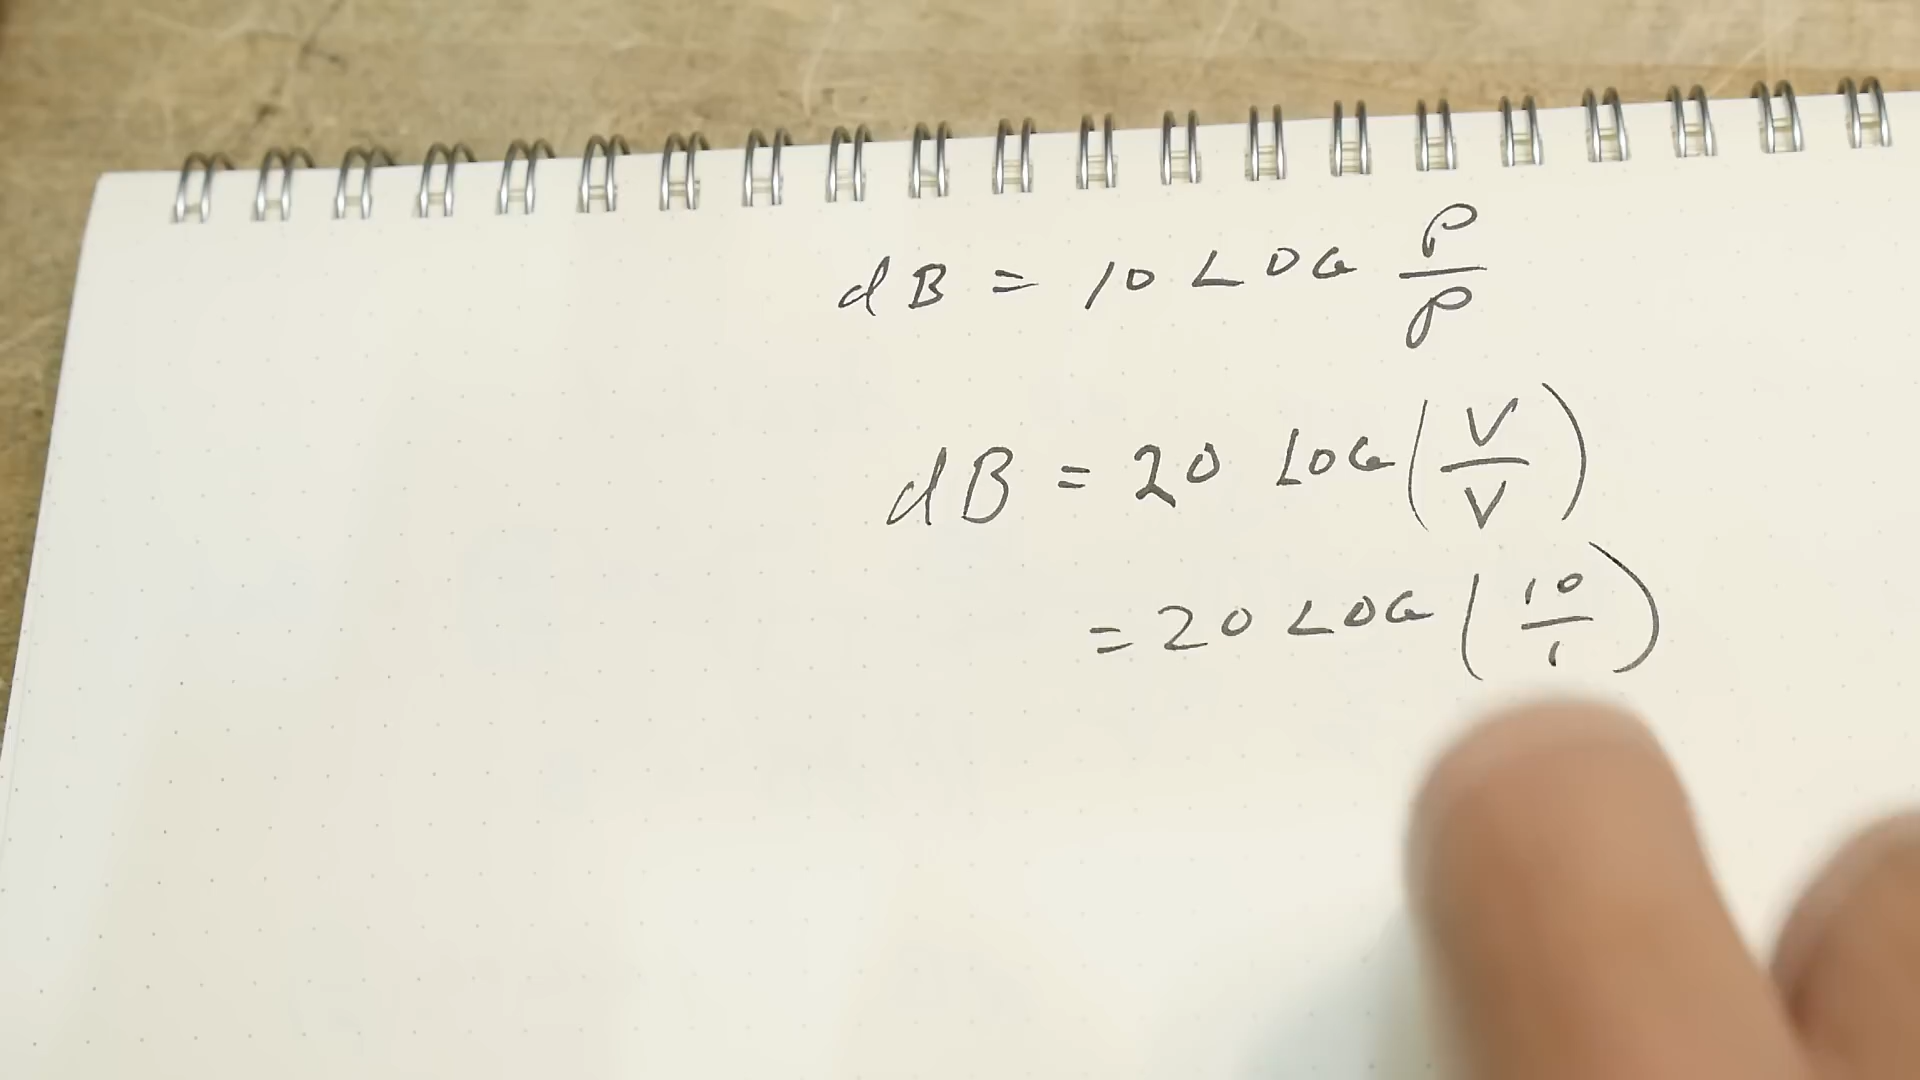 dB = 10 LOG P/P
dB = 20 LOG (V/V)
= 20 LOG (10/1)